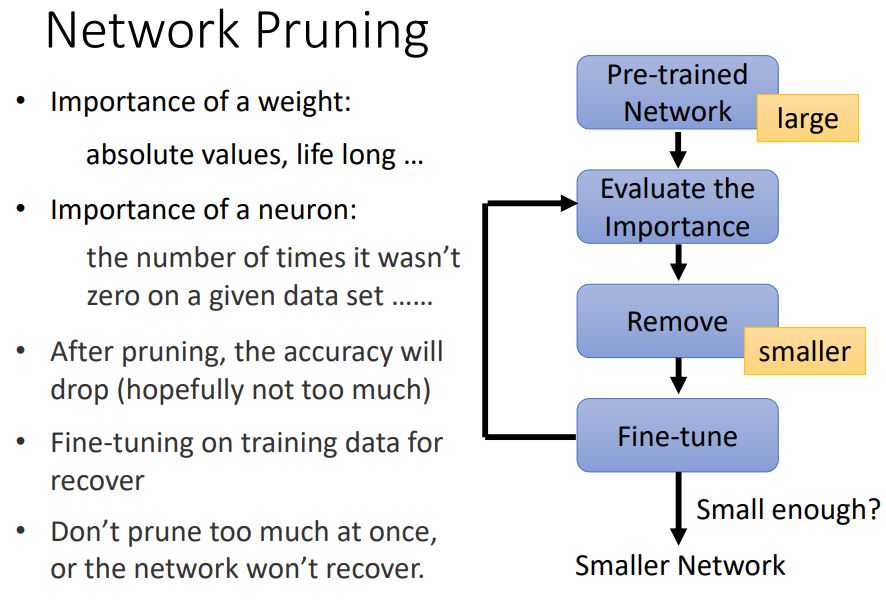 Network Pruning
• Importance of a weight:
absolute values, life long …
• Importance of a neuron:
the number of times it wasn’t
zero on a given data set ……
• After pruning, the accuracy will
drop (hopefully not too much)
• Fine-tuning on training data for
recover
• Don’t prune too much at once,
or the network won’t recover.
Pre-trained
Network
large
Evaluate the
Importance
Remove
smaller
Fine-tune
Small enough?
Smaller Network